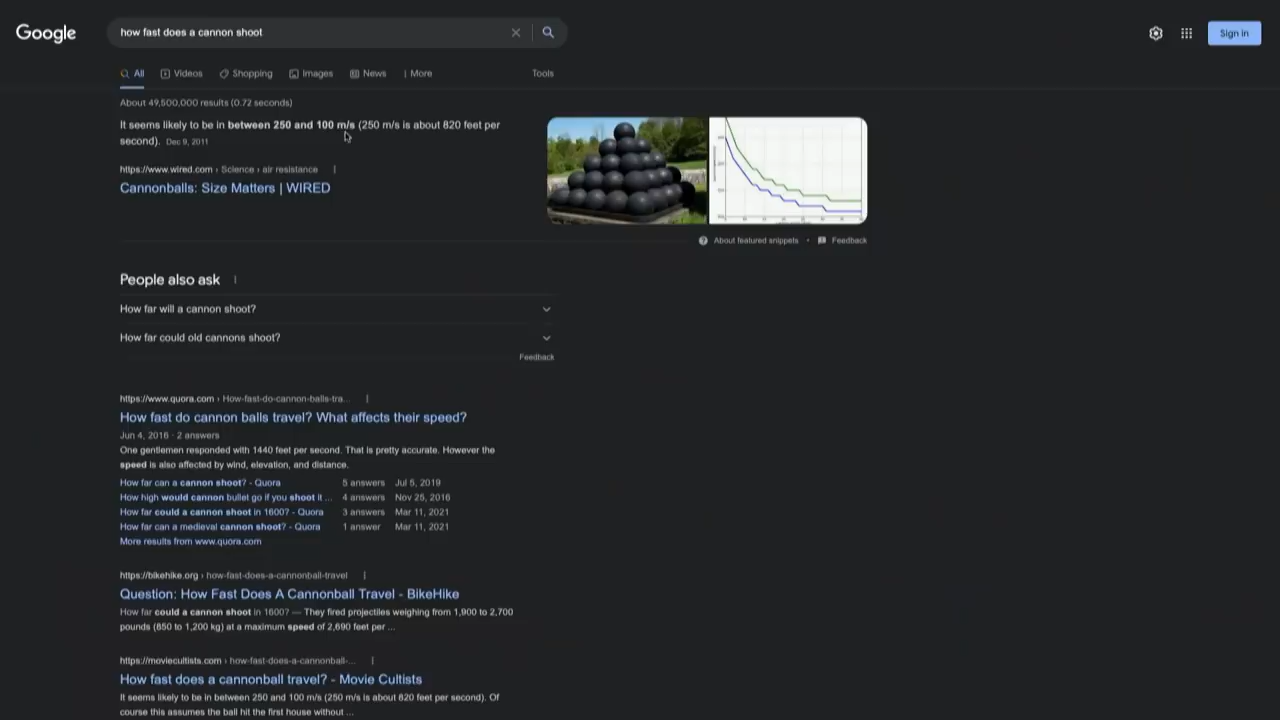 Google
how fast does a cannon shoot
Sign in
All Videos Shopping Images News More Tools
About 49,500,000 results (0.72 seconds)
It seems likely to be in between 250 and 100 m/s (250 m/s is about 820 feet per
second). Dec 9, 2011
https://www.wired.com › Science › air resistance
Cannonballs: Size Matters | WIRED
About featured snippets • Feedback
People also ask
How far will a cannon shoot?
How far could old cannons shoot?
Feedback
https://www.quora.com › How-fast-do-cannon-balls-tra...
How fast do cannon balls travel? What affects their speed?
Jun 4, 2016 · 2 answers
One gentlemen responded with 1440 feet per second. That is pretty accurate. However the
speed is also affected by wind, elevation, and distance.
How far can a cannon shoot? - Quora 5 answers Jul 5, 2019
How high would cannon bullet go if you shoot it ... 4 answers Nov 25, 2016
How far could a cannon shoot in 1600? - Quora 3 answers Mar 11, 2021
How far can a medieval cannon shoot? - Quora 1 answer Mar 11, 2021
More results from www.quora.com
https://bikehike.org › how-fast-does-a-cannonball-travel
Question: How Fast Does A Cannonball Travel - BikeHike
How far could a cannon shoot in 1600? — They fired projectiles weighing from 1,900 to 2,700
pounds (850 to 1,200 kg) at a maximum speed of 2,690 feet per ...
https://moviecultists.com › how-fast-does-a-cannonball-...
How fast does a cannonball travel? - Movie Cultists
It seems likely to be in between 250 and 100 m/s (250 m/s is about 820 feet per second). Of
course this assumes the ball hit the first house without ...